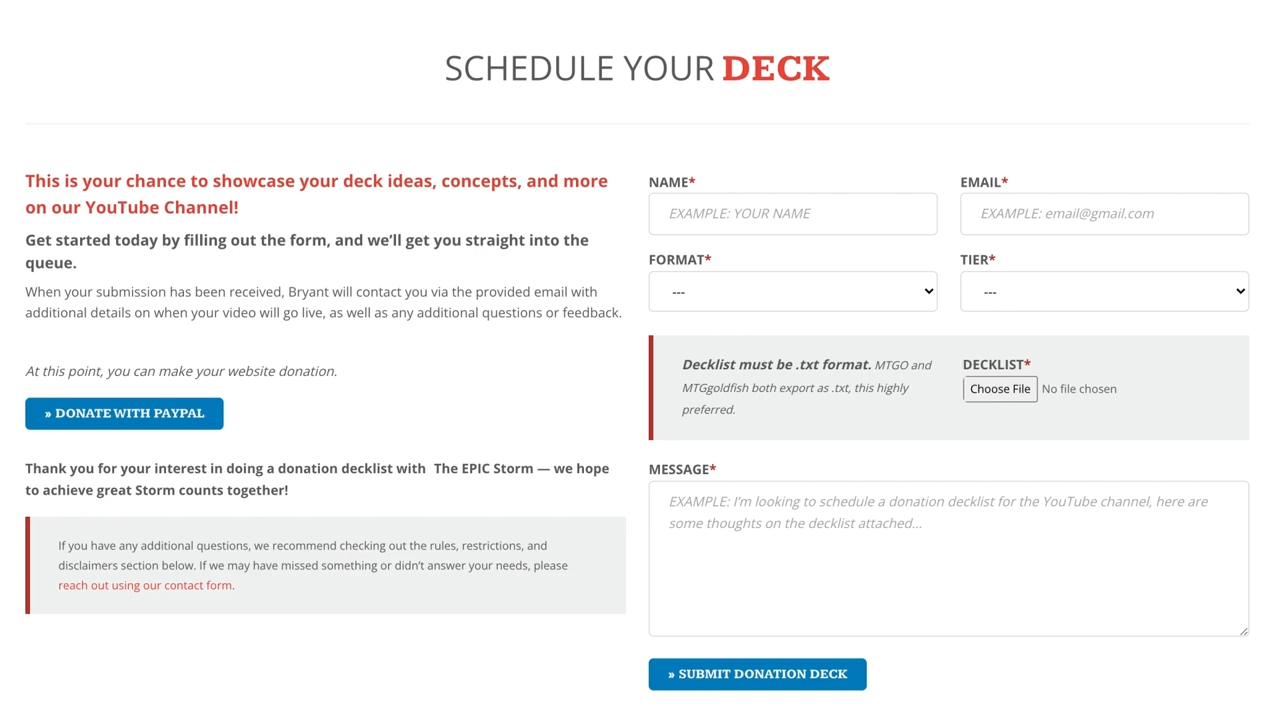 SCHEDULE YOUR DECK
This is your chance to showcase your deck ideas, concepts, and more
on our YouTube Channel!
Get started today by filling out the form, and we’ll get you straight into the
queue.
When your submission has been received, Bryant will contact you via the provided email with
additional details on when your video will go live, as well as any additional questions or feedback.
At this point, you can make your website donation.
» DONATE WITH PAYPAL
Thank you for your interest in doing a donation decklist with  The EPIC Storm — we hope
to achieve great Storm counts together!
If you have any additional questions, we recommend checking out the rules, restrictions, and
disclaimers section below. If we may have missed something or didn’t answer your needs, please
reach out using our contact form.
NAME*
EXAMPLE: YOUR NAME
EMAIL*
EXAMPLE: email@gmail.com
FORMAT*
---
TIER*
---
Decklist must be .txt format. MTGO and
MTGgoldfish both export as .txt, this highly
preferred.
DECKLIST*
Choose File No file chosen
MESSAGE*
EXAMPLE: I’m looking to schedule a donation decklist for the YouTube channel, here are
some thoughts on the decklist attached...
» SUBMIT DONATION DECK